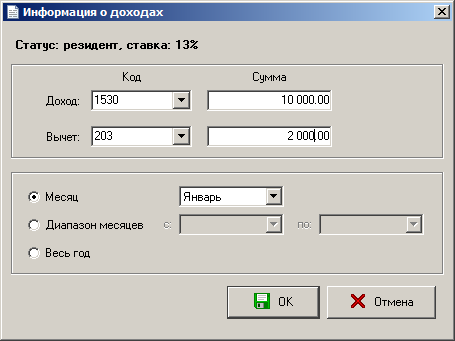 Информация о доходах
Статус: резидент, ставка: 13%
Код Сумма
Доход: 1530 10 000.00
Вычет: 203 2 000.00
Месяц Январь
Диапазон месяцев с: по:
Весь год
OK Отмена